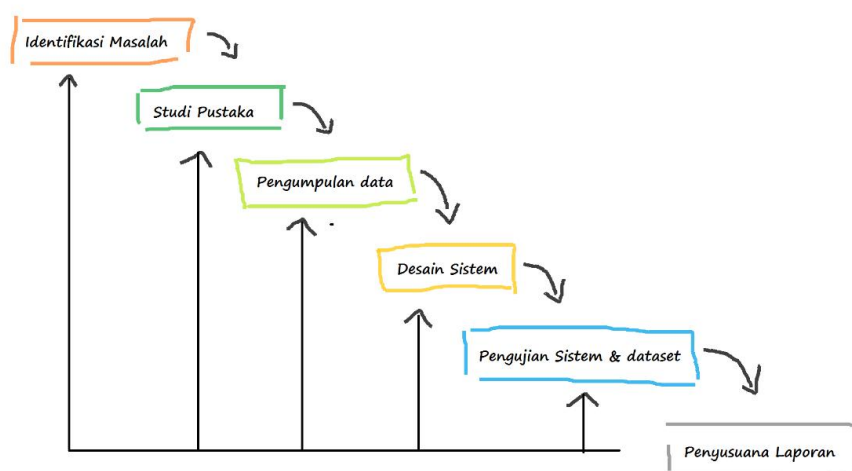 Identifikasi Masalah
Studi Pustaka
Pengumpulan data
Desain Sistem
Pengujian Sistem & dataset
Penyusuana Laporan